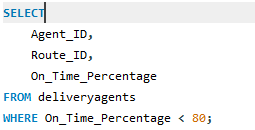 SELECT
    Agent_ID,
    Route_ID,
    On_Time_Percentage
FROM deliveryagents
WHERE On_Time_Percentage < 80;